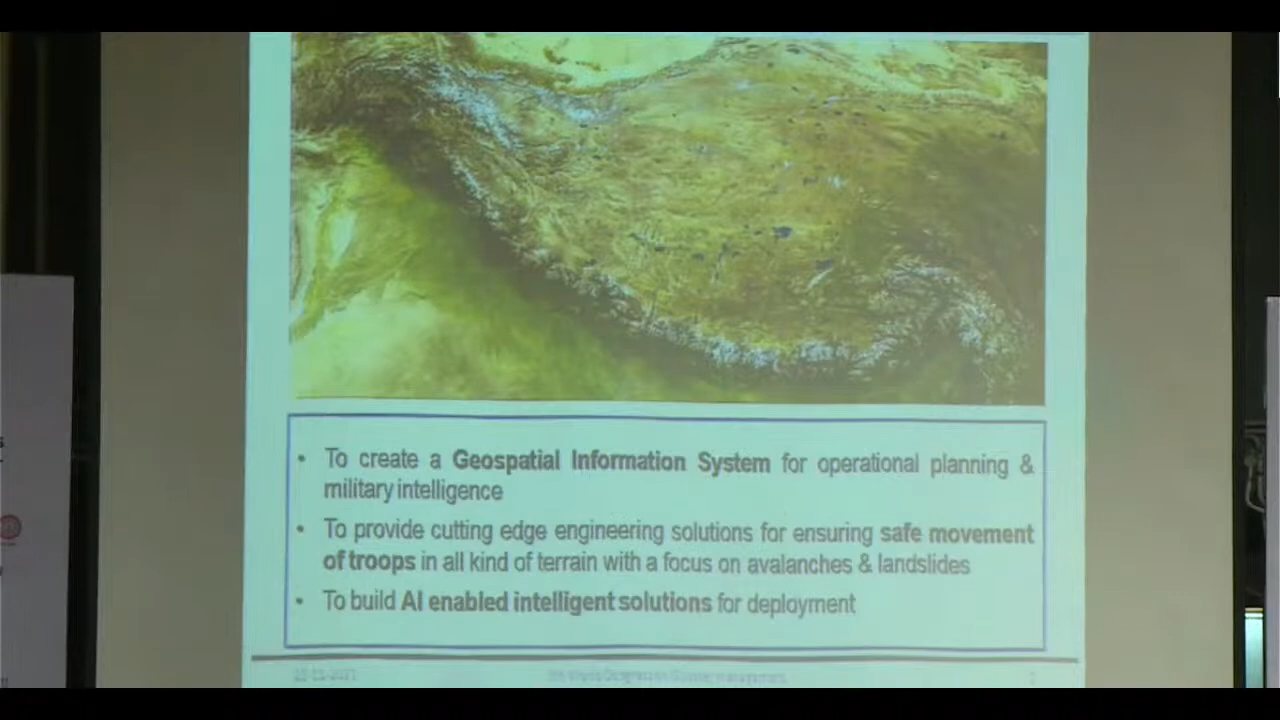 • To create a Geospatial Information System for operational planning &
military intelligence
• To provide cutting edge engineering solutions for ensuring safe movement
of troops in all kind of terrain with a focus on avalanches & landslides
• To build AI enabled intelligent solutions for deployment